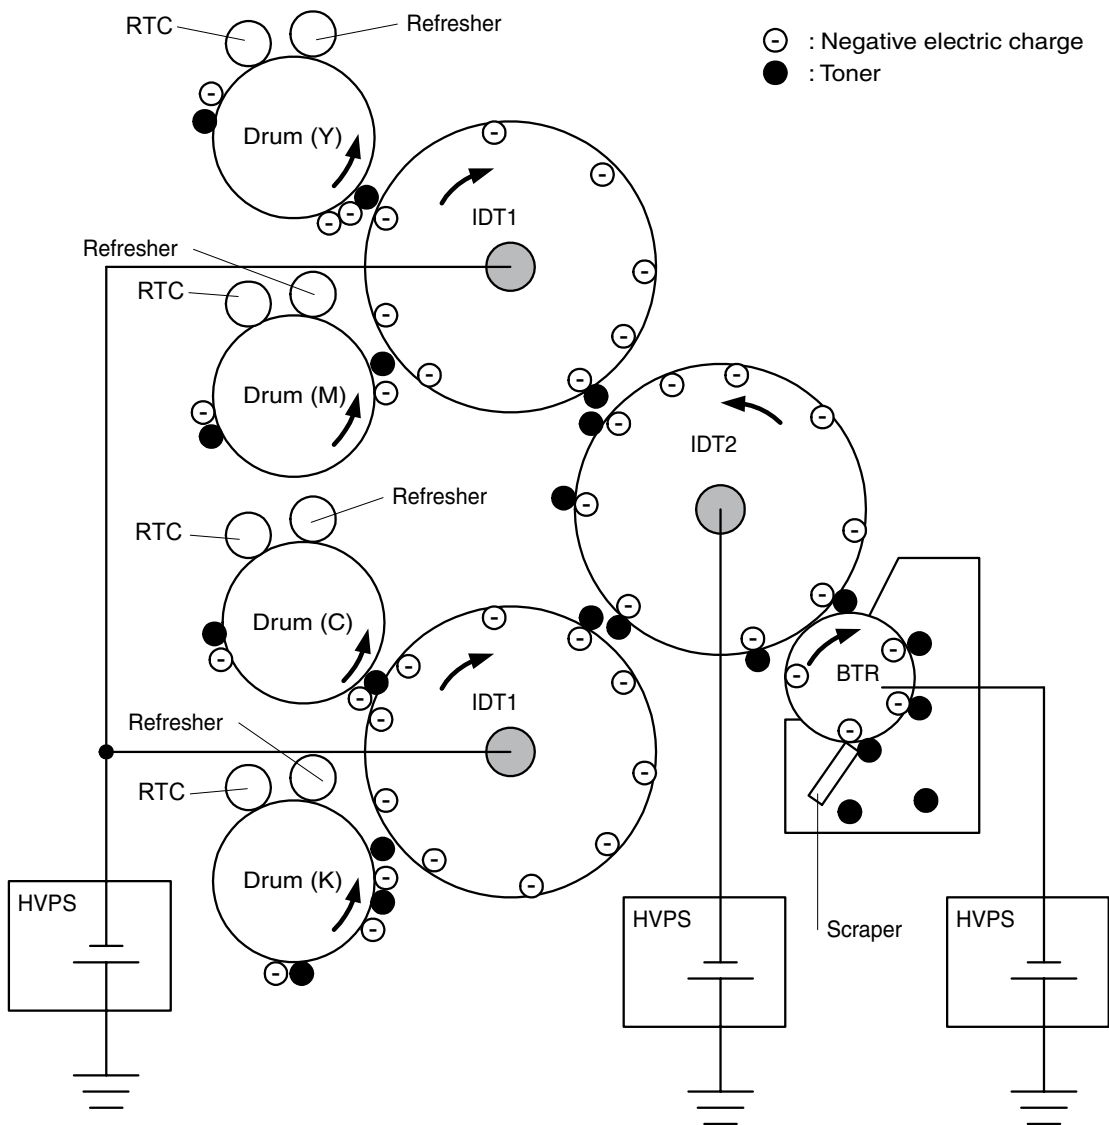 RTC
Refresher
⊖ : Negative electric charge
● : Toner
Drum (Y)
IDT1
Refresher
RTC
Drum (M)
IDT2
Refresher
RTC
Drum (C)
IDT1
BTR
Refresher
RTC
Drum (K)
HVPS
HVPS
Scraper
HVPS